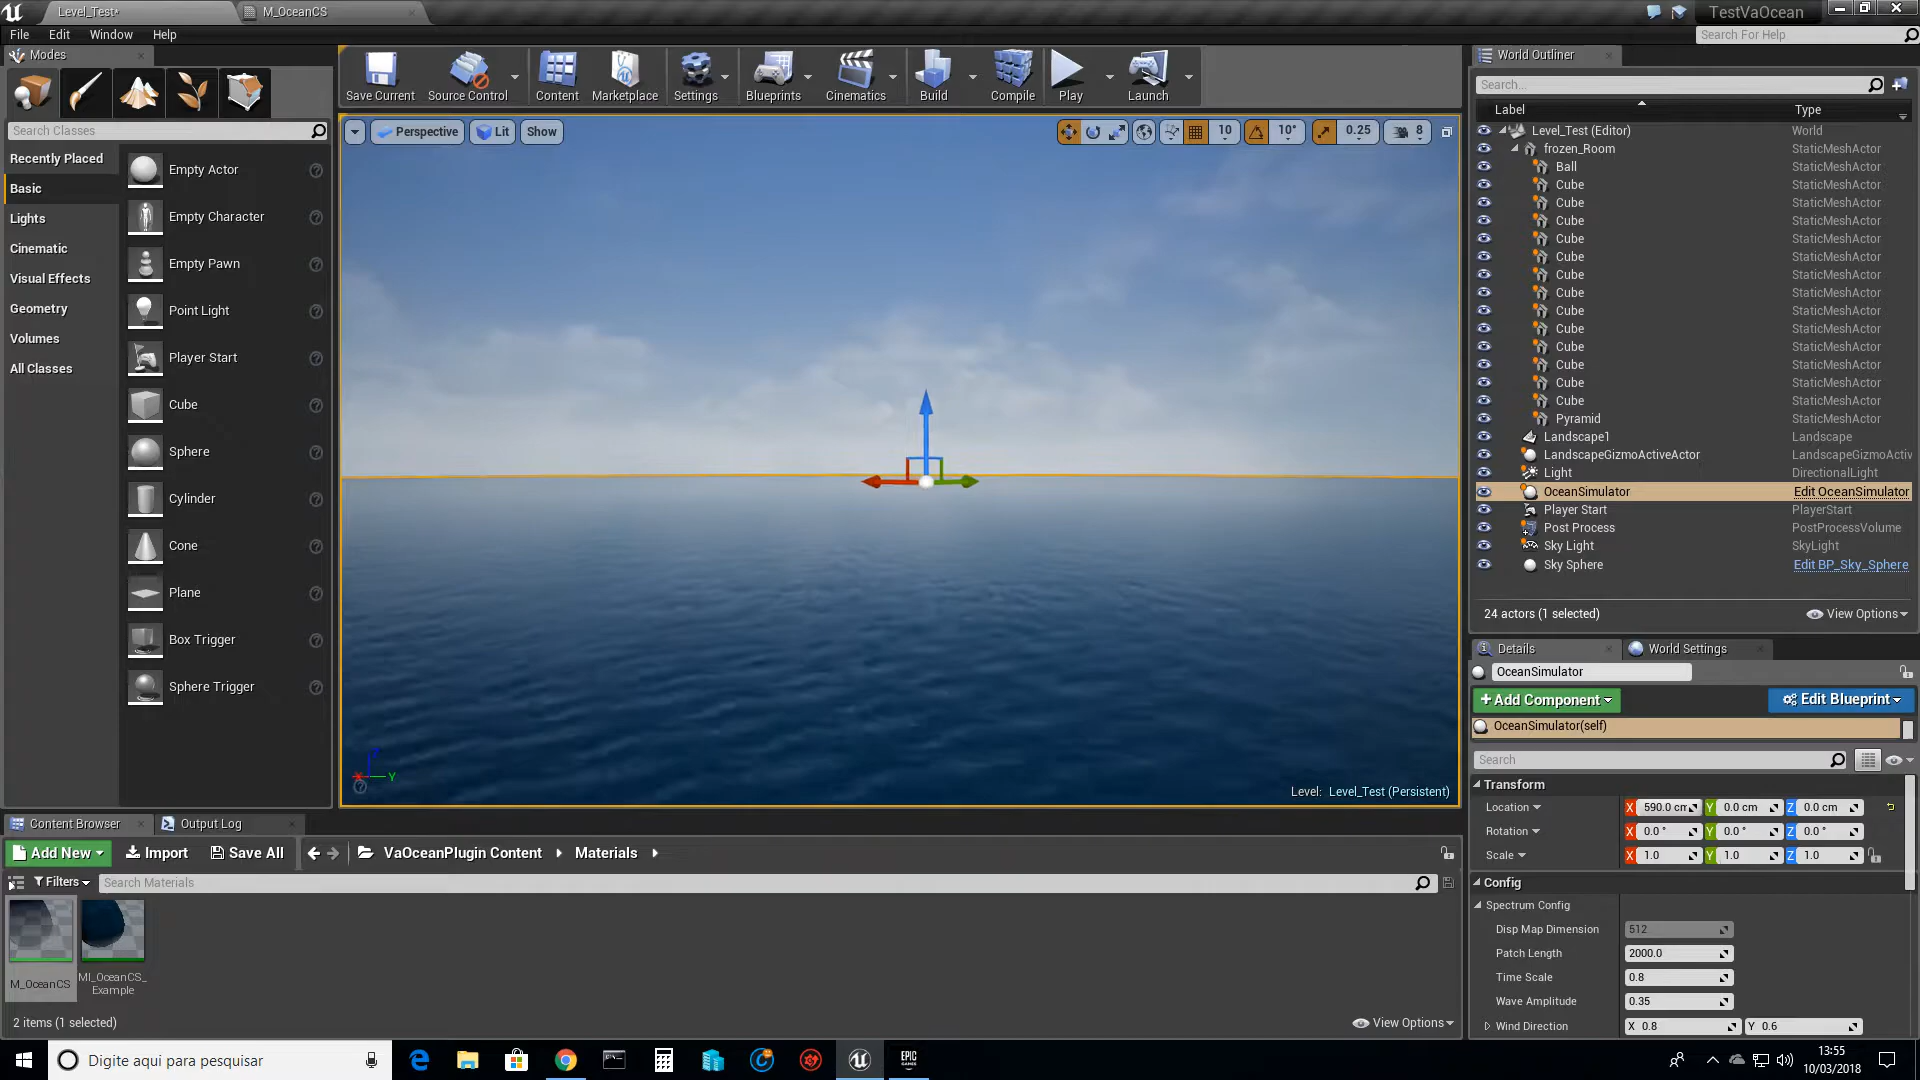 Level_Test*
M_OceanCS
TestVaOcean
File
Edit
Window
Help
Search For Help
Modes
Search Classes
Recently Placed
Basic
Lights
Cinematic
Visual Effects
Geometry
Volumes
All Classes
Empty Actor
Empty Character
Empty Pawn
Point Light
Player Start
Cube
Sphere
Cylinder
Cone
Plane
Box Trigger
Sphere Trigger
Save Current
Source Control
Content
Marketplace
Settings
Blueprints
Cinematics
Build
Compile
Play
Launch
Perspective
Lit
Show
10
10°
0.25
8
X
Y
Level: Level_Test (Persistent)
World Outliner
Search...
Label Type
Level_Test (Editor) World
frozen_Room StaticMeshActor
Ball StaticMeshActor
Cube StaticMeshActor
Cube StaticMeshActor
Cube StaticMeshActor
Cube StaticMeshActor
Cube StaticMeshActor
Cube StaticMeshActor
Cube StaticMeshActor
Cube StaticMeshActor
Cube StaticMeshActor
Cube StaticMeshActor
Cube StaticMeshActor
Cube StaticMeshActor
Cube StaticMeshActor
Pyramid StaticMeshActor
Landscape1 Landscape
LandscapeGizmoActiveActor LandscapeGizmoActiv
Light DirectionalLight
OceanSimulator Edit OceanSimulator
Player Start PlayerStart
Post Process PostProcessVolume
Sky Light SkyLight
Sky Sphere Edit BP_Sky_Sphere
24 actors (1 selected)
View Options
Details
World Settings
OceanSimulator
+Add Component
Edit Blueprint
OceanSimulator(self)
Search
Transform
Location X 590.0 cm Y 0.0 cm Z 0.0 cm
Rotation X 0.0 ° Y 0.0 ° Z 0.0 °
Scale X 1.0 Y 1.0 Z 1.0
Config
Spectrum Config
Disp Map Dimension 512
Patch Length 2000.0
Time Scale 0.8
Wave Amplitude 0.35
Wind Direction X 0.8 Y 0.6
Content Browser
Output Log
Add New
Import
Save All
VaOceanPlugin Content
Materials
Filters
Search Materials
M_OceanCS
MI_OceanCS_
Example
2 items (1 selected)
View Options
Digite aqui para pesquisar
EPIC
GAMES
13:55
10/03/2018